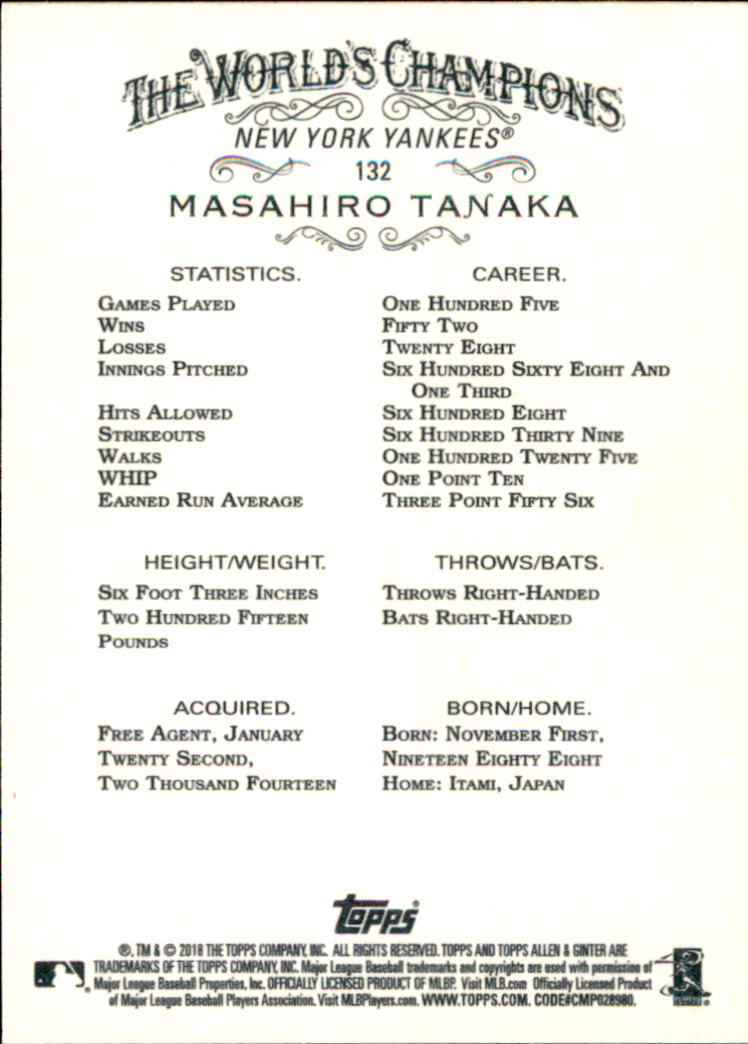 THE WORLD'S CHAMPIONS
NEW YORK YANKEES®
132
MASAHIRO TANAKA
STATISTICS. CAREER.
GAMES PLAYED ONE HUNDRED FIVE
WINS FIFTY TWO
LOSSES TWENTY EIGHT
INNINGS PITCHED SIX HUNDRED SIXTY EIGHT AND
ONE THIRD
HITS ALLOWED SIX HUNDRED EIGHT
STRIKEOUTS SIX HUNDRED THIRTY NINE
WALKS ONE HUNDRED TWENTY FIVE
WHIP ONE POINT TEN
EARNED RUN AVERAGE THREE POINT FIFTY SIX
HEIGHT/WEIGHT. THROWS/BATS.
SIX FOOT THREE INCHES THROWS RIGHT-HANDED
TWO HUNDRED FIFTEEN BATS RIGHT-HANDED
POUNDS
ACQUIRED. BORN/HOME.
FREE AGENT, JANUARY BORN: NOVEMBER FIRST,
TWENTY SECOND, NINETEEN EIGHTY EIGHT
TWO THOUSAND FOURTEEN HOME: ITAMI, JAPAN
TOPPS®
®, TM & © 2018 THE TOPPS COMPANY, INC. ALL RIGHTS RESERVED. TOPPS AND TOPPS ALLEN & GINTER ARE
TRADEMARKS OF THE TOPPS COMPANY, INC. Major League Baseball trademarks and copyrights are used with permission of
Major League Baseball Properties, Inc. OFFICIALLY LICENSED PRODUCT OF MLBP. Visit MLB.com Officially Licensed Product
of Major League Baseball Players Association. Visit MLBPlayers.com. WWW.TOPPS.COM. CODE#CMP028980.